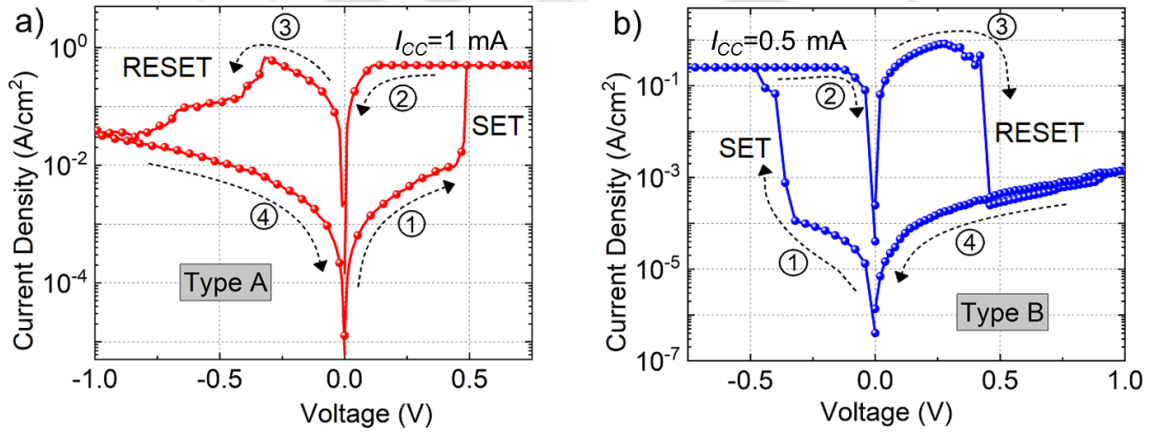 a)
I_CC=1 mA
③
RESET
②
SET
④
①
Type A
10⁰
10⁻²
10⁻⁴
Current Density (A/cm²)
-1.0
-0.5
0.0
0.5
Voltage (V)
b)
I_CC=0.5 mA
③
②
SET
RESET
①
④
Type B
10⁻¹
10⁻³
10⁻⁵
10⁻⁷
Current Density (A/cm²)
-0.5
0.0
0.5
1.0
Voltage (V)